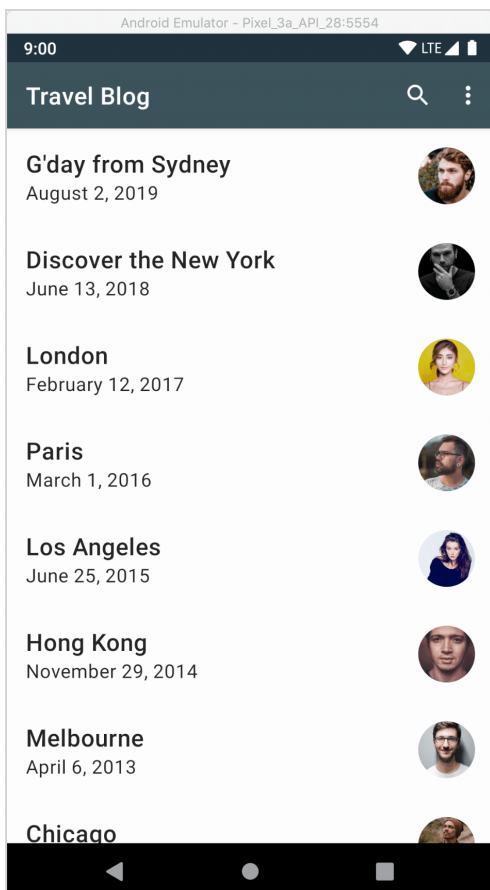 Android Emulator - Pixel_3a_API_28:5554
9:00 LTE
Travel Blog
G'day from Sydney
August 2, 2019
Discover the New York
June 13, 2018
London
February 12, 2017
Paris
March 1, 2016
Los Angeles
June 25, 2015
Hong Kong
November 29, 2014
Melbourne
April 6, 2013
Chicago